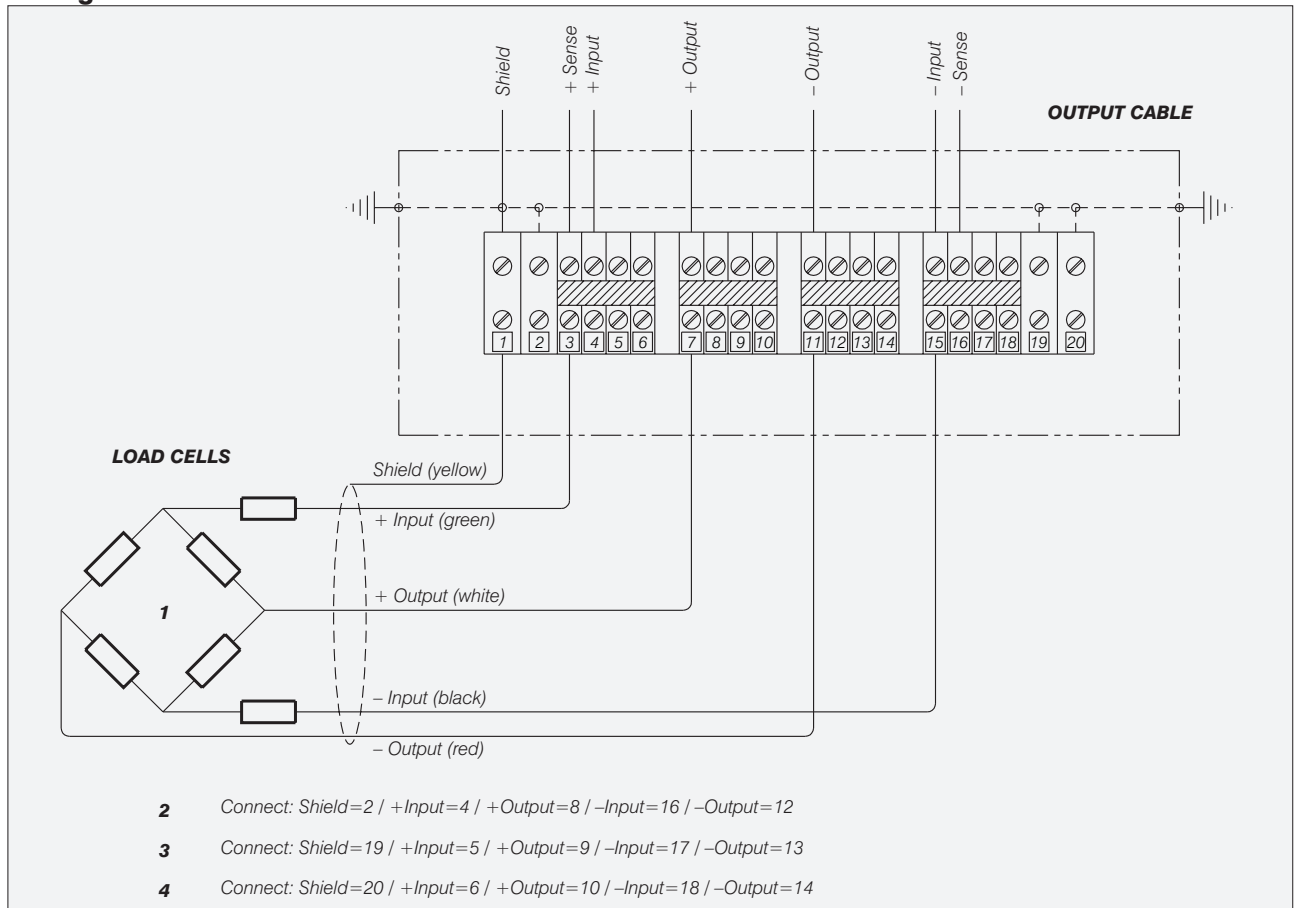 Shield
+ Sense
+ Input
+ Output
– Output
– Input
– Sense
OUTPUT CABLE
1 2 3 4 5 6 7 8 9 10 11 12 13 14 15 16 17 18 19 20
LOAD CELLS
Shield (yellow)
+ Input (green)
+ Output (white)
1
– Input (black)
– Output (red)
2 Connect: Shield=2 / +Input=4 / +Output=8 / –Input=16 / –Output=12
3 Connect: Shield=19 / +Input=5 / +Output=9 / –Input=17 / –Output=13
4 Connect: Shield=20 / +Input=6 / +Output=10 / –Input=18 / –Output=14